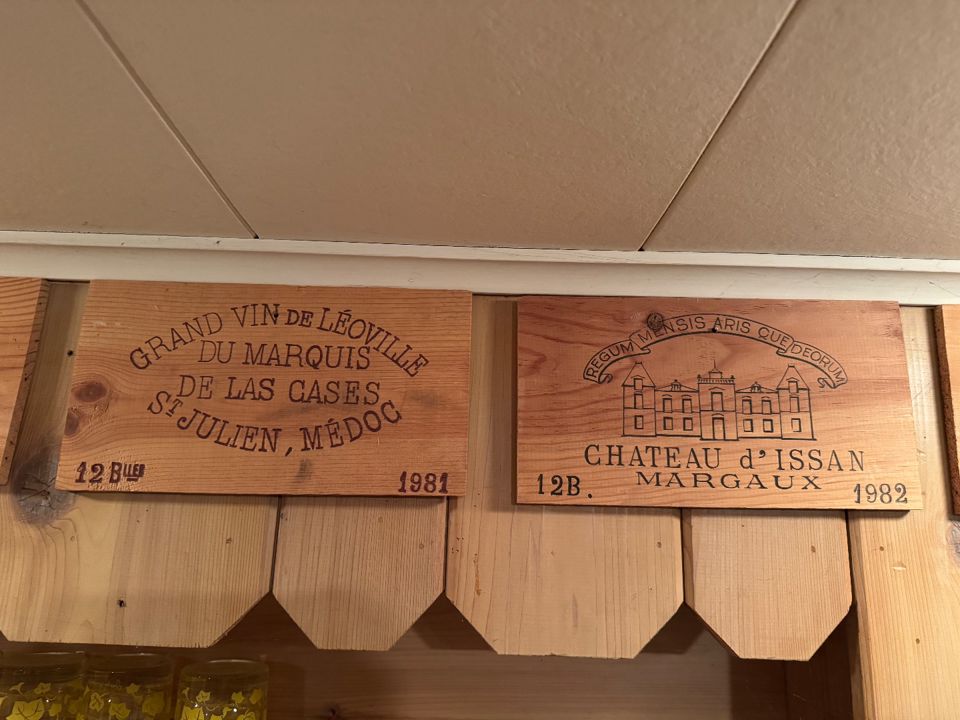 GRAND VIN DE LÉOVILLE
DU MARQUIS
DE LAS CASES
ST JULIEN, MÉDOC
12 BLLES
1981
REGUM MENSIS ARIS QUE DEORUM
CHATEAU d'ISSAN
MARGAUX
12B.
1982